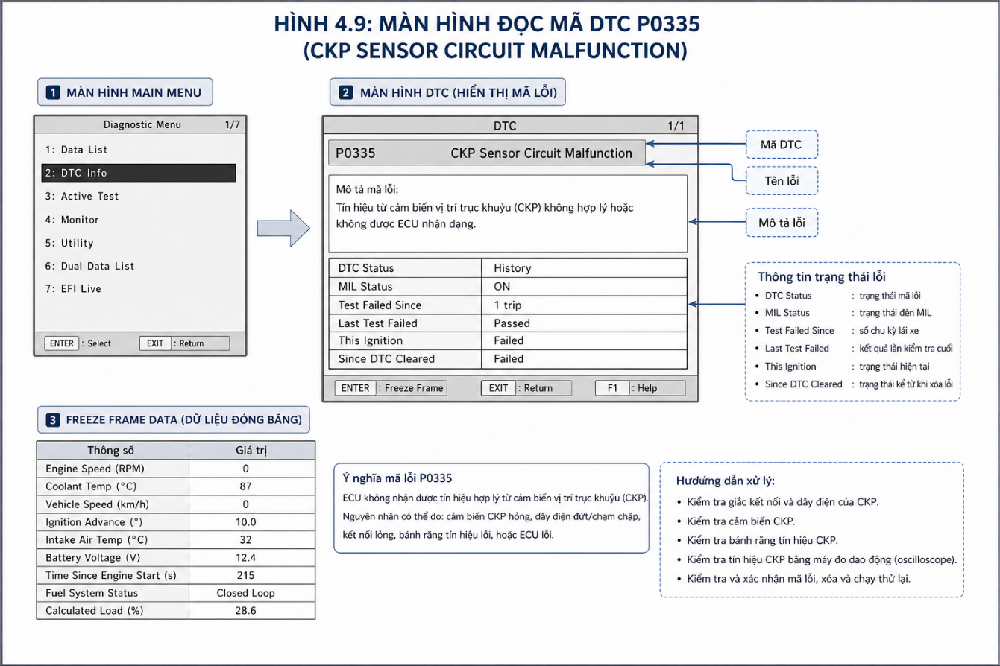 HÌNH 4.9: MÀN HÌNH ĐỌC MÃ DTC P0335
(CKP SENSOR CIRCUIT MALFUNCTION)
1 MÀN HÌNH MAIN MENU
Diagnostic Menu 1/7
1: Data List
2: DTC Info
3: Active Test
4: Monitor
5: Utility
6: Dual Data List
7: EFI Live
ENTER : Select EXIT : Return
2 MÀN HÌNH DTC (HIỂN THỊ MÃ LỖI)
DTC 1/1
P0335 CKP Sensor Circuit Malfunction
Mô tả mã lỗi:
Tín hiệu từ cảm biến vị trí trục khuỷu (CKP) không hợp lý hoặc
không được ECU nhận dạng.
DTC Status History
MIL Status ON
Test Failed Since 1 trip
Last Test Failed Passed
This Ignition Failed
Since DTC Cleared Failed
ENTER : Freeze Frame EXIT : Return F1 : Help
Mã DTC
Tên lỗi
Mô tả lỗi
Thông tin trạng thái lỗi
• DTC Status : trạng thái mã lỗi
• MIL Status : trạng thái đèn MIL
• Test Failed Since : số chu kỳ lái xe
• Last Test Failed : kết quả lần kiểm tra cuối
• This Ignition : trạng thái hiện tại
• Since DTC Cleared : trạng thái kể từ khi xóa lỗi
3 FREEZE FRAME DATA (DỮ LIỆU ĐÓNG BĂNG)
Thông số Giá trị
Engine Speed (RPM) 0
Coolant Temp (°C) 87
Vehicle Speed (km/h) 0
Ignition Advance (°) 10.0
Intake Air Temp (°C) 32
Battery Voltage (V) 12.4
Time Since Engine Start (s) 215
Fuel System Status Closed Loop
Calculated Load (%) 28.6
Ý nghĩa mã lỗi P0335
ECU không nhận được tín hiệu hợp lý từ cảm biến vị trí trục khuỷu (CKP).
Nguyên nhân có thể do: cảm biến CKP hỏng, dây điện đứt/chạm chập,
kết nối lỏng, bánh răng tín hiệu lỗi, hoặc ECU lỗi.
Hướng dẫn xử lý:
• Kiểm tra giắc kết nối và dây điện của CKP.
• Kiểm tra cảm biến CKP.
• Kiểm tra bánh răng tín hiệu CKP.
• Kiểm tra tín hiệu CKP bằng máy đo dao động (oscilloscope).
• Kiểm tra và xác nhận mã lỗi, xóa và chạy thử lại.